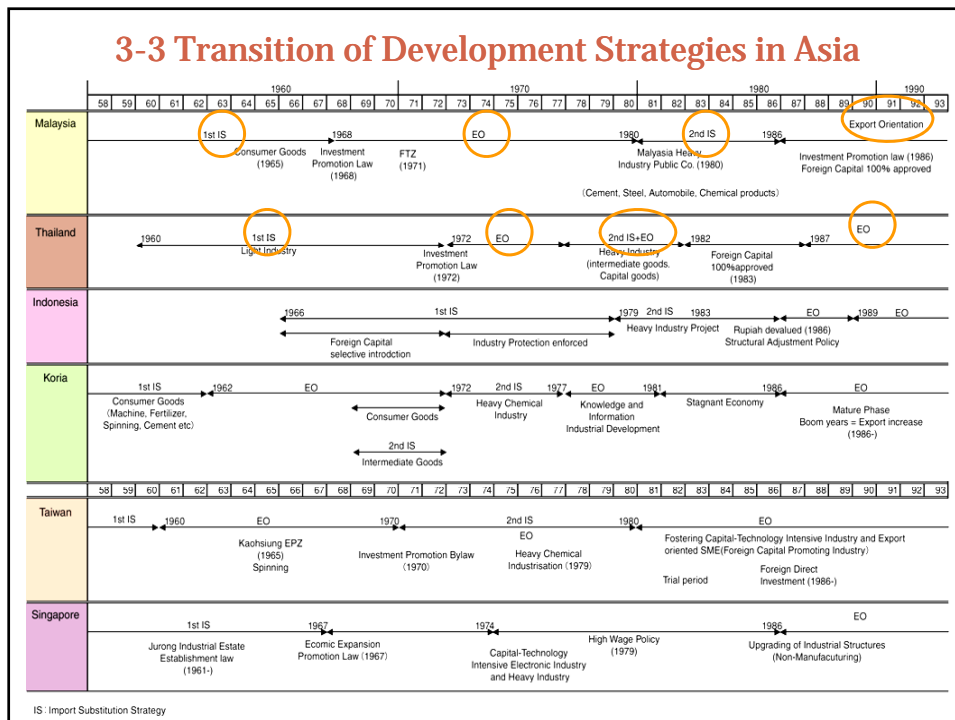 3-3 Transition of Development Strategies in Asia
1960 1970 1980 1990
58 59 60 61 62 63 64 65 66 67 68 69 70 71 72 73 74 75 76 77 78 79 80 81 82 83 84 85 86 87 88 89 90 91 92 93
Malaysia
1st IS
1968
EO
1980
2nd IS
1986
Export Orientation
Consumer Goods
(1965)
Investment
Promotion Law
(1968)
FTZ
(1971)
Malyasia Heavy
Industry Public Co. (1980)
Investment Promotion law (1986)
Foreign Capital 100% approved
(Cement, Steel, Automobile, Chemical products)
Thailand
1960
1st IS
1972
EO
2nd IS+EO
1982
1987
EO
Light Industry
Investment
Promotion Law
(1972)
Heavy Industry
(intermediate goods.
Capital goods)
Foreign Capital
100%approved
(1983)
Indonesia
1966
1st IS
1979
2nd IS
1983
EO
1989
EO
Foreign Capital
selective introdction
Industry Protection enforced
Heavy Industry Project
Rupiah devalued (1986)
Structural Adjustment Policy
Koria
1st IS
1962
EO
1972
2nd IS
1977
EO
1981
1986
EO
Consumer Goods
(Machine, Fertilizer,
Spinning, Cement etc)
Consumer Goods
2nd IS
Intermediate Goods
Heavy Chemical
Industry
Knowledge and
Information
Industrial Development
Stagnant Economy
Mature Phase
Boom years = Export increase
(1986-)
58 59 60 61 62 63 64 65 66 67 68 69 70 71 72 73 74 75 76 77 78 79 80 81 82 83 84 85 86 87 88 89 90 91 92 93
Taiwan
1st IS
1960
EO
1970
2nd IS
1980
EO
EO
Kaohsiung EPZ
(1965)
Spinning
Investment Promotion Bylaw
(1970)
Heavy Chemical
Industrisation (1979)
Fostering Capital-Technology Intensive Industry and Export
oriented SME(Foreign Capital Promoting Industry)
Trial period
Foreign Direct
Investment (1986-)
Singapore
1st IS
1967
1974
1986
EO
Jurong Industrial Estate
Establishment law
(1961-)
Ecomic Expansion
Promotion Law (1967)
Capital-Technology
Intensive Electronic Industry
and Heavy Industry
High Wage Policy
(1979)
Upgrading of Industrial Structures
(Non-Manufacuturing)
IS : Import Substitution Strategy